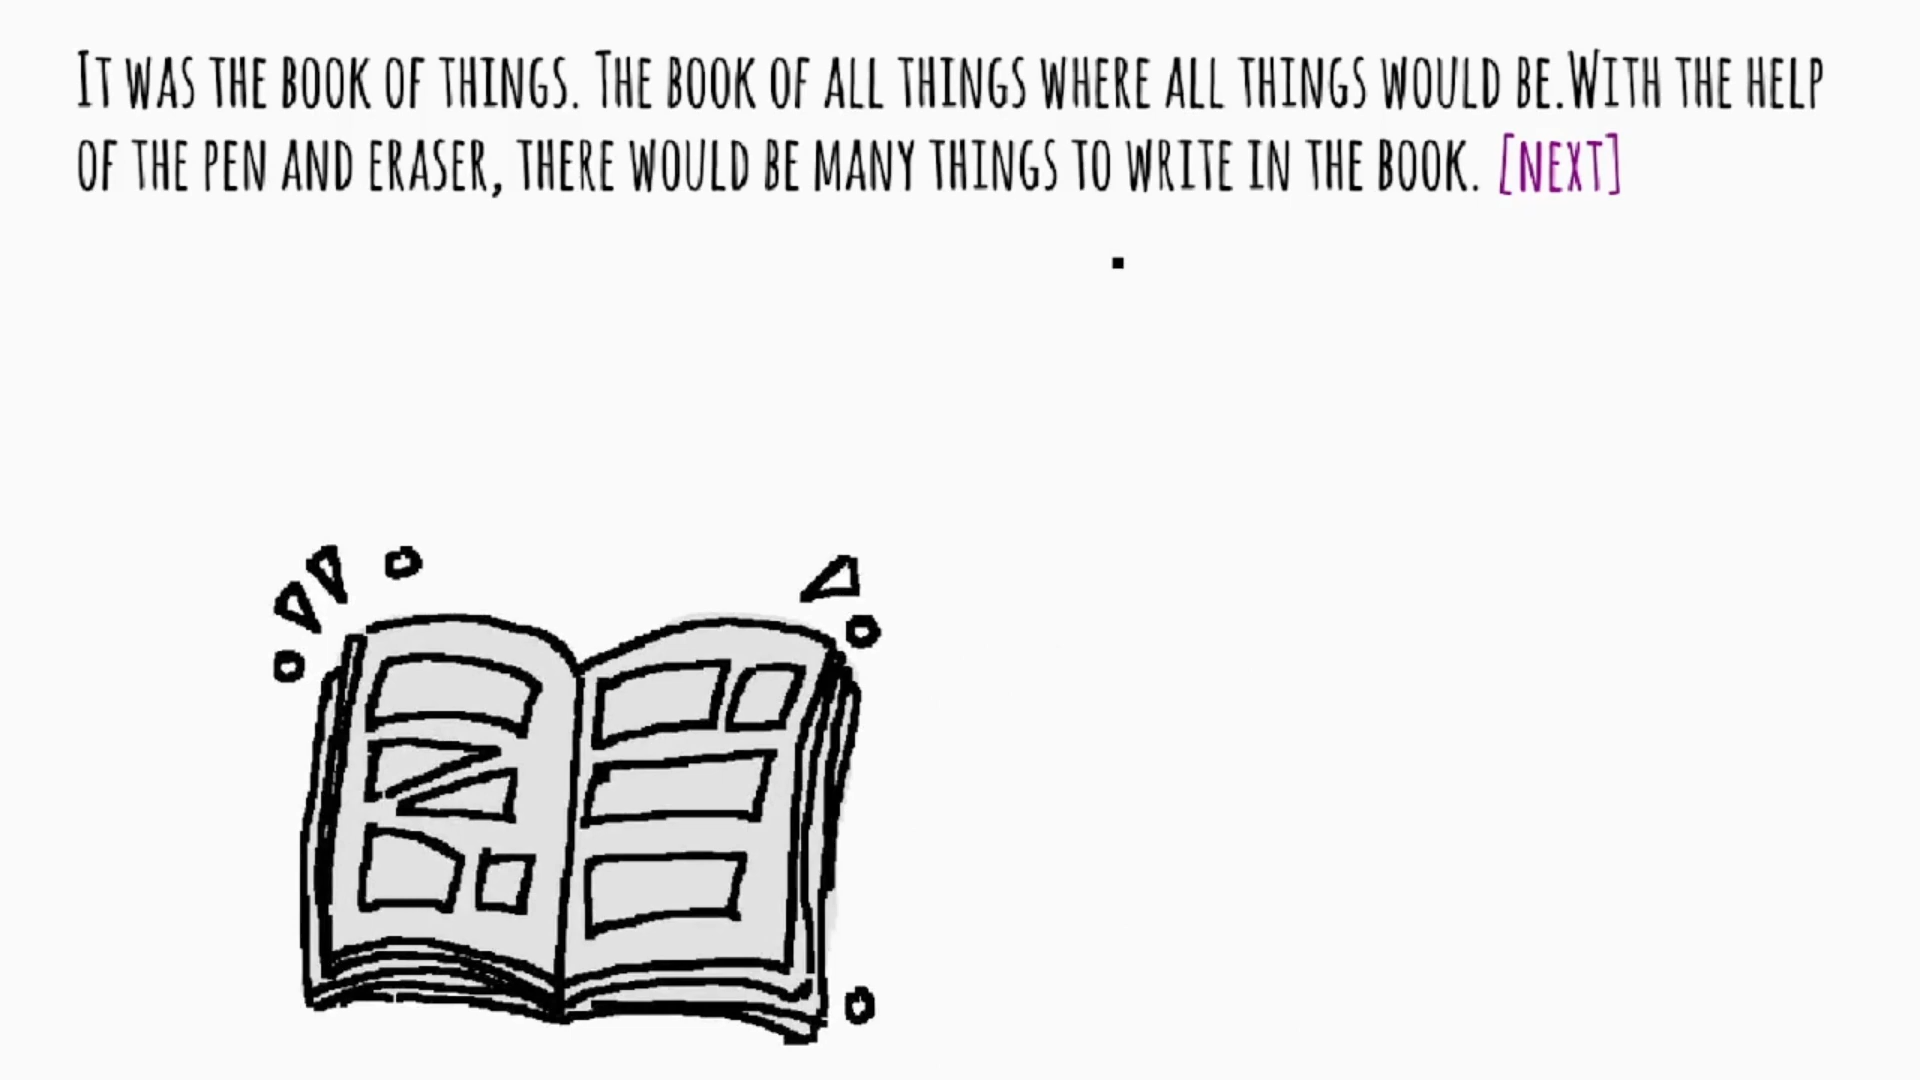 It was the book of things. The book of all things where all things would be.With the help
of the pen and eraser, there would be many things to write in the book. [Next]